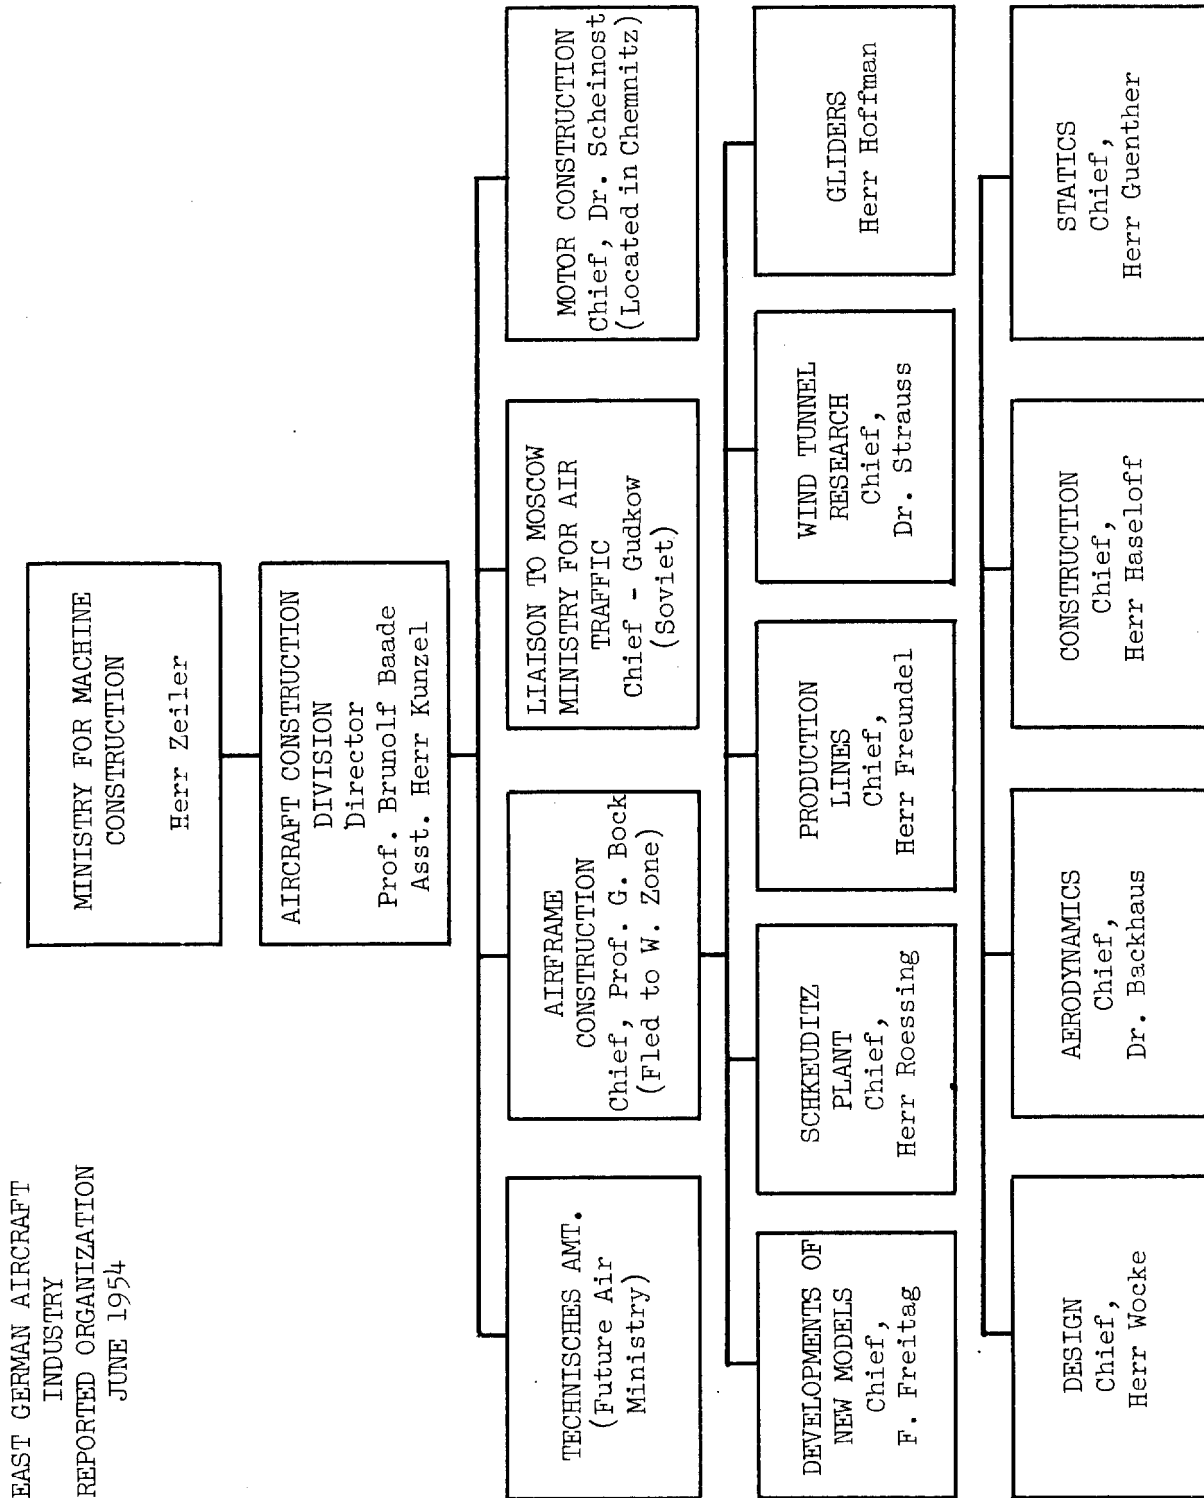 EAST GERMAN AIRCRAFT
INDUSTRY
REPORTED ORGANIZATION
JUNE 1954
MINISTRY FOR MACHINE
CONSTRUCTION
Herr Zeiler
AIRCRAFT CONSTRUCTION
DIVISION
Director
Prof. Brunolf Baade
Asst. Herr Kunzel
TECHNISCHES AMT.
(Future Air
Ministry)
AIRFRAME
CONSTRUCTION
Chief, Prof. G. Bock
(Fled to W. Zone)
LIAISON TO MOSCOW
MINISTRY FOR AIR
TRAFFIC
Chief - Gudkow
(Soviet)
MOTOR CONSTRUCTION
Chief, Dr. Scheinost
(Located in Chemnitz)
DEVELOPMENTS OF
NEW MODELS
Chief,
F. Freitag
SCHKEUDITZ
PLANT
Chief,
Herr Roessing
PRODUCTION
LINES
Chief,
Herr Freundel
WIND TUNNEL
RESEARCH
Chief,
Dr. Strauss
GLIDERS
Herr Hoffman
DESIGN
Chief,
Herr Wocke
AERODYNAMICS
Chief,
Dr. Backhaus
CONSTRUCTION
Chief,
Herr Haseloff
STATICS
Chief,
Herr Guenther